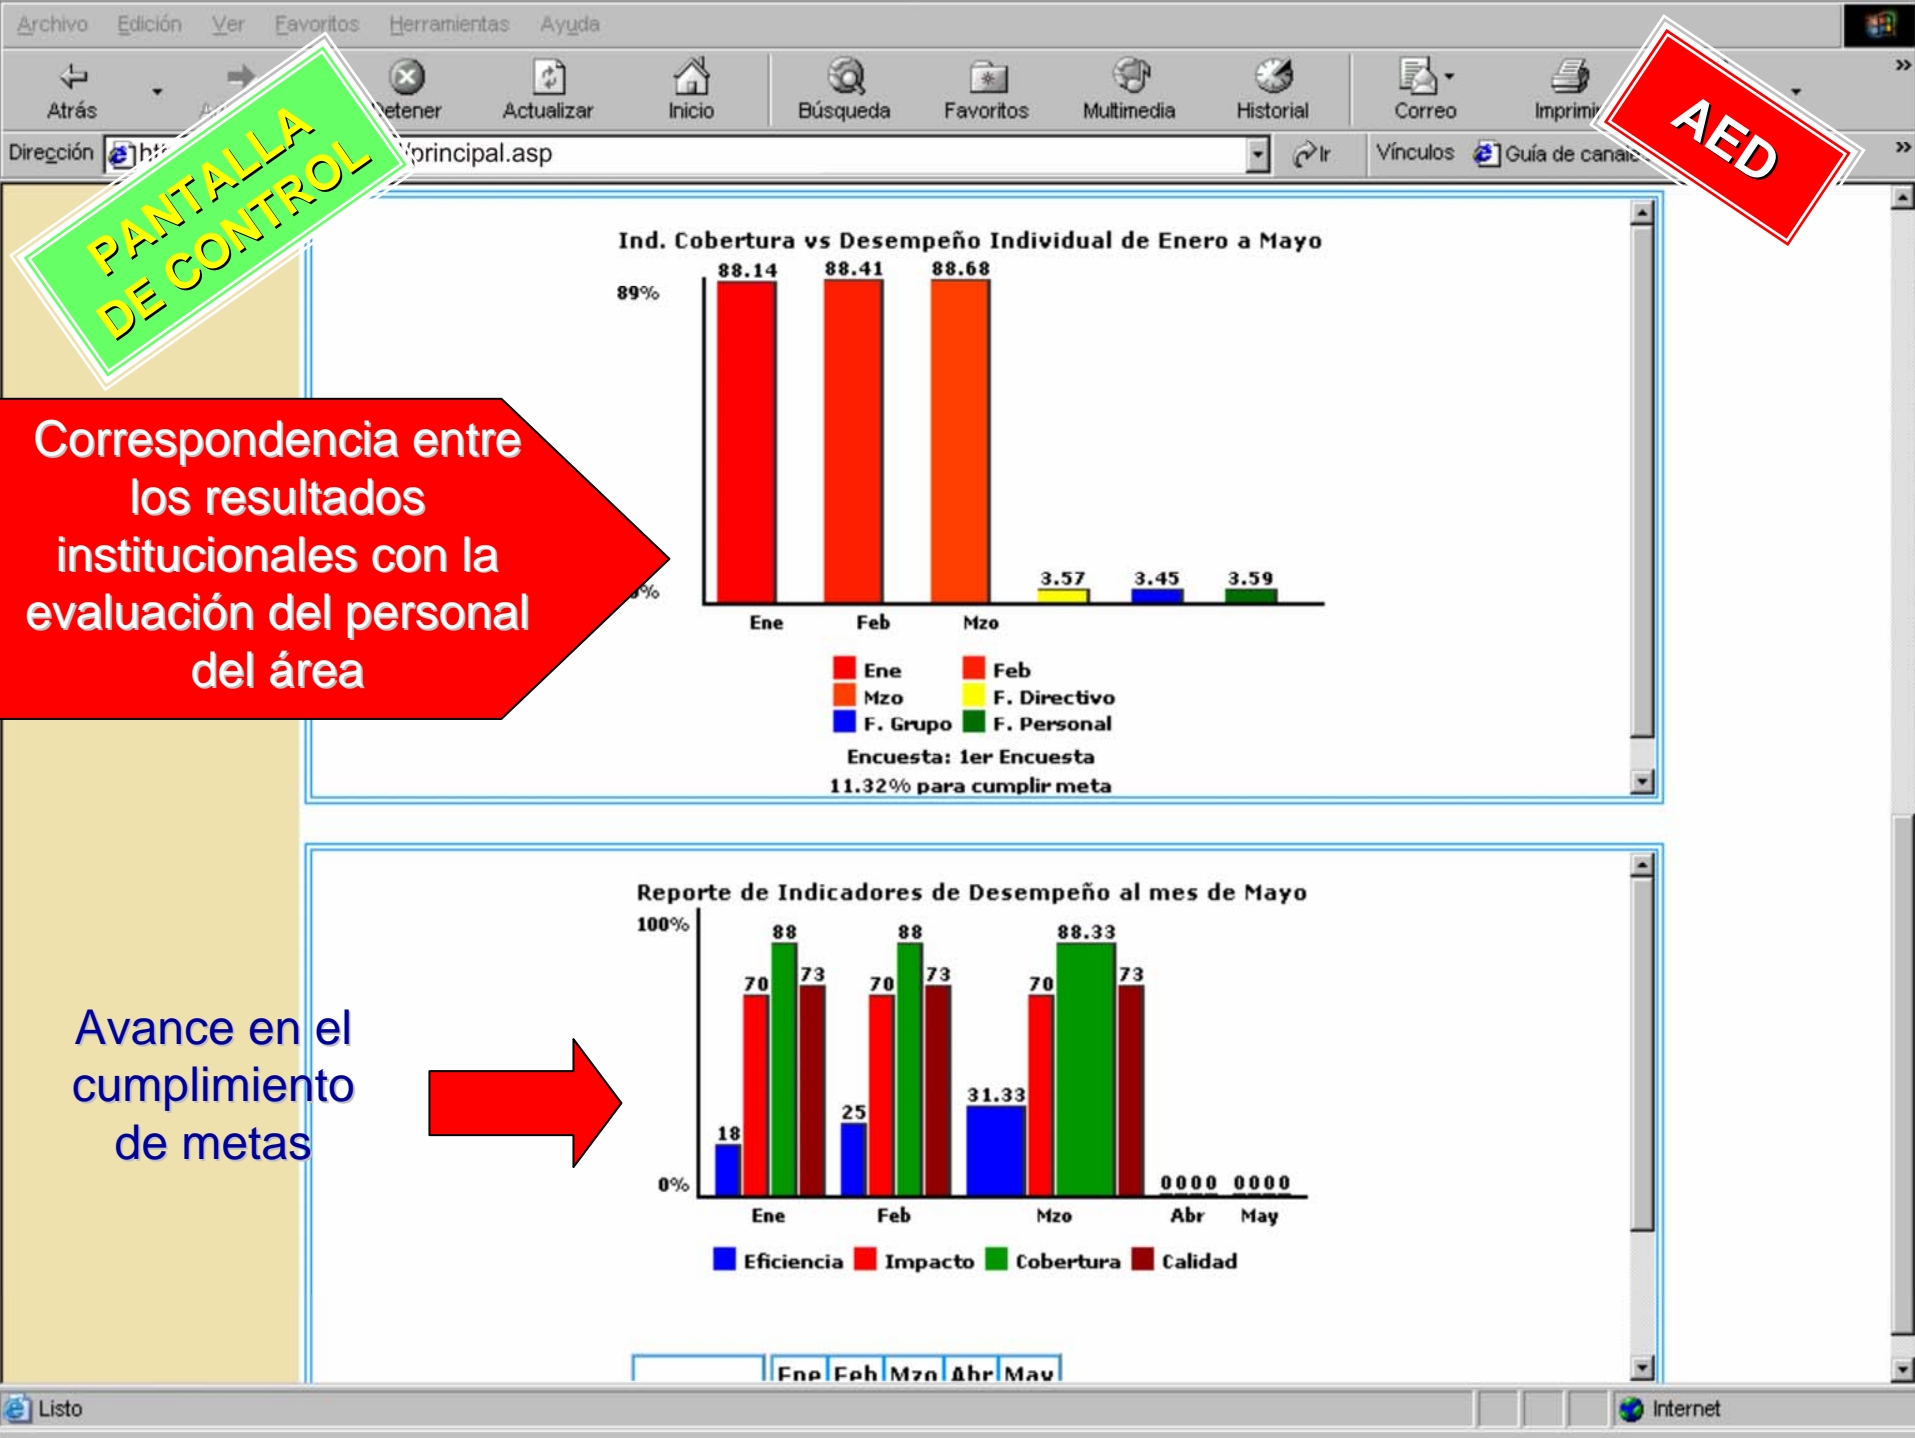 Archivo Edición Ver Favoritos Herramientas Ayuda
Atrás Detener Actualizar Inicio Búsqueda Favoritos Multimedia Historial Correo Imprimir
Dirección principal.asp Ir Vínculos Guía de canales
PANTALLA
DE CONTROL
AED
Ind. Cobertura vs Desempeño Individual de Enero a Mayo
88.14 88.41 88.68
89%
3.57 3.45 3.59
%
Ene Feb Mzo
Ene Feb
Mzo F. Directivo
F. Grupo F. Personal
Encuesta: 1er Encuesta
11.32% para cumplir meta
Correspondencia entre
los resultados
institucionales con la
evaluación del personal
del área
Reporte de Indicadores de Desempeño al mes de Mayo
100%
88 88 88.33
70 73 70 73 70 73
18 25 31.33
0% 0 0 0 0 0 0 0 0
Ene Feb Mzo Abr May
Eficiencia Impacto Cobertura Calidad
Avance en el
cumplimiento
de metas
Ene Feb Mzo Abr May
Listo Internet